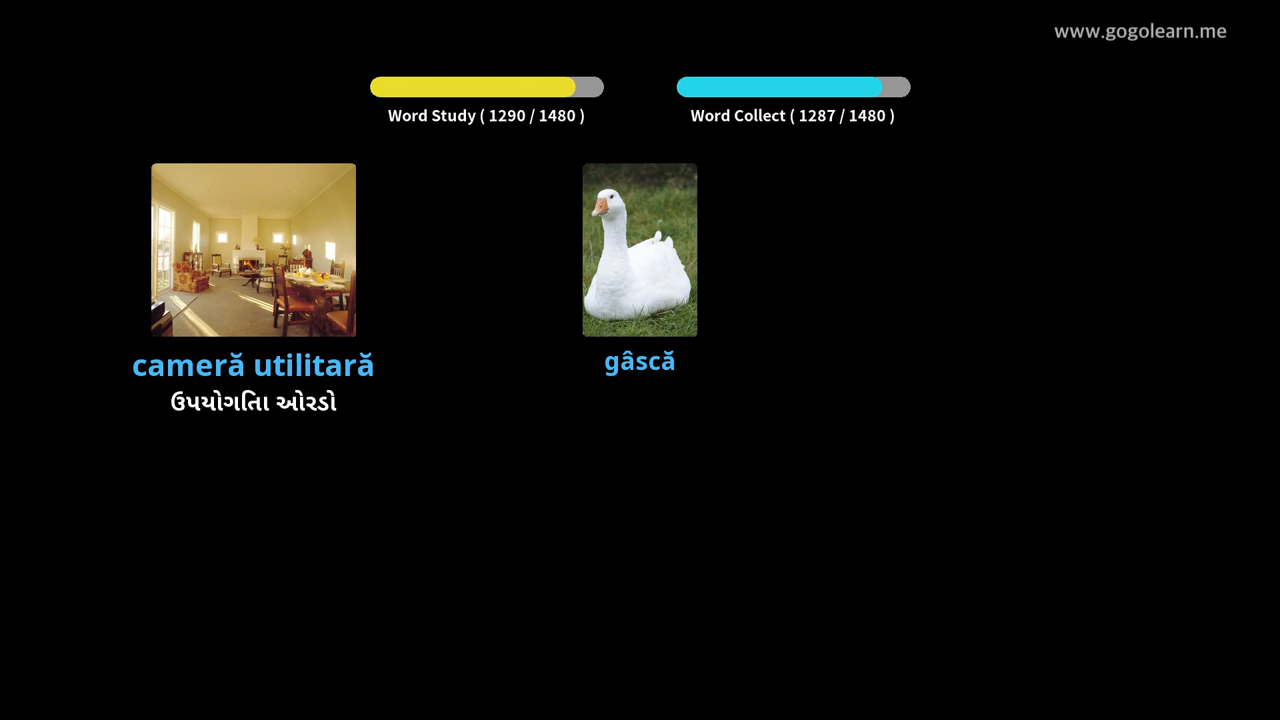 www.gogolearn.me
Word Study ( 1290 / 1480 )
Word Collect ( 1287 / 1480 )
cameră utilitară
ઉપયોગિતા ઓરડો
gâscă